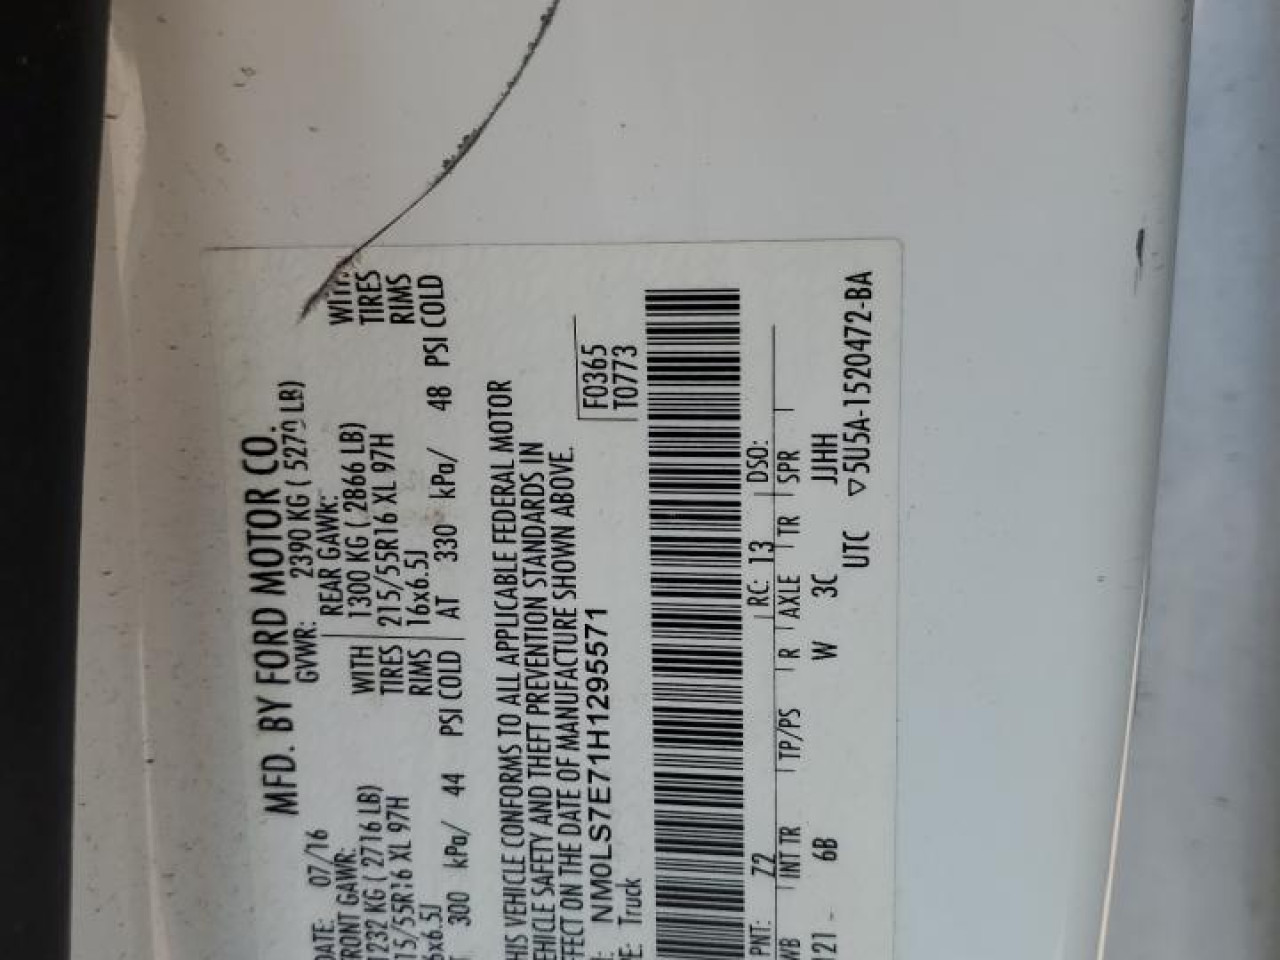 MFD. BY FORD MOTOR CO.
DATE: 07/16 GVWR: 2390 KG ( 5270 LB)
FRONT GAWR: REAR GAWR:
1232 KG ( 2716 LB) WITH 1300 KG ( 2866 LB) WITH
215/55R16 XL 97H TIRES 215/55R16 XL 97H TIRES
6x6.5J RIMS 16x6.5J RIMS
T 300 kPa/ 44 PSI COLD AT 330 kPa/ 48 PSI COLD
HIS VEHICLE CONFORMS TO ALL APPLICABLE FEDERAL MOTOR
EHICLE SAFETY AND THEFT PREVENTION STANDARDS IN
FFECT ON THE DATE OF MANUFACTURE SHOWN ABOVE.
: NM0LS7E71H1295571 F0365
E: Truck T0773
PNT: Z2 RC: 13 DSO:
WB INT TR TP/PS R AXLE TR SPR
121 - 6B W 3C JJHH
UTC ▽5U5A-1520472-BA